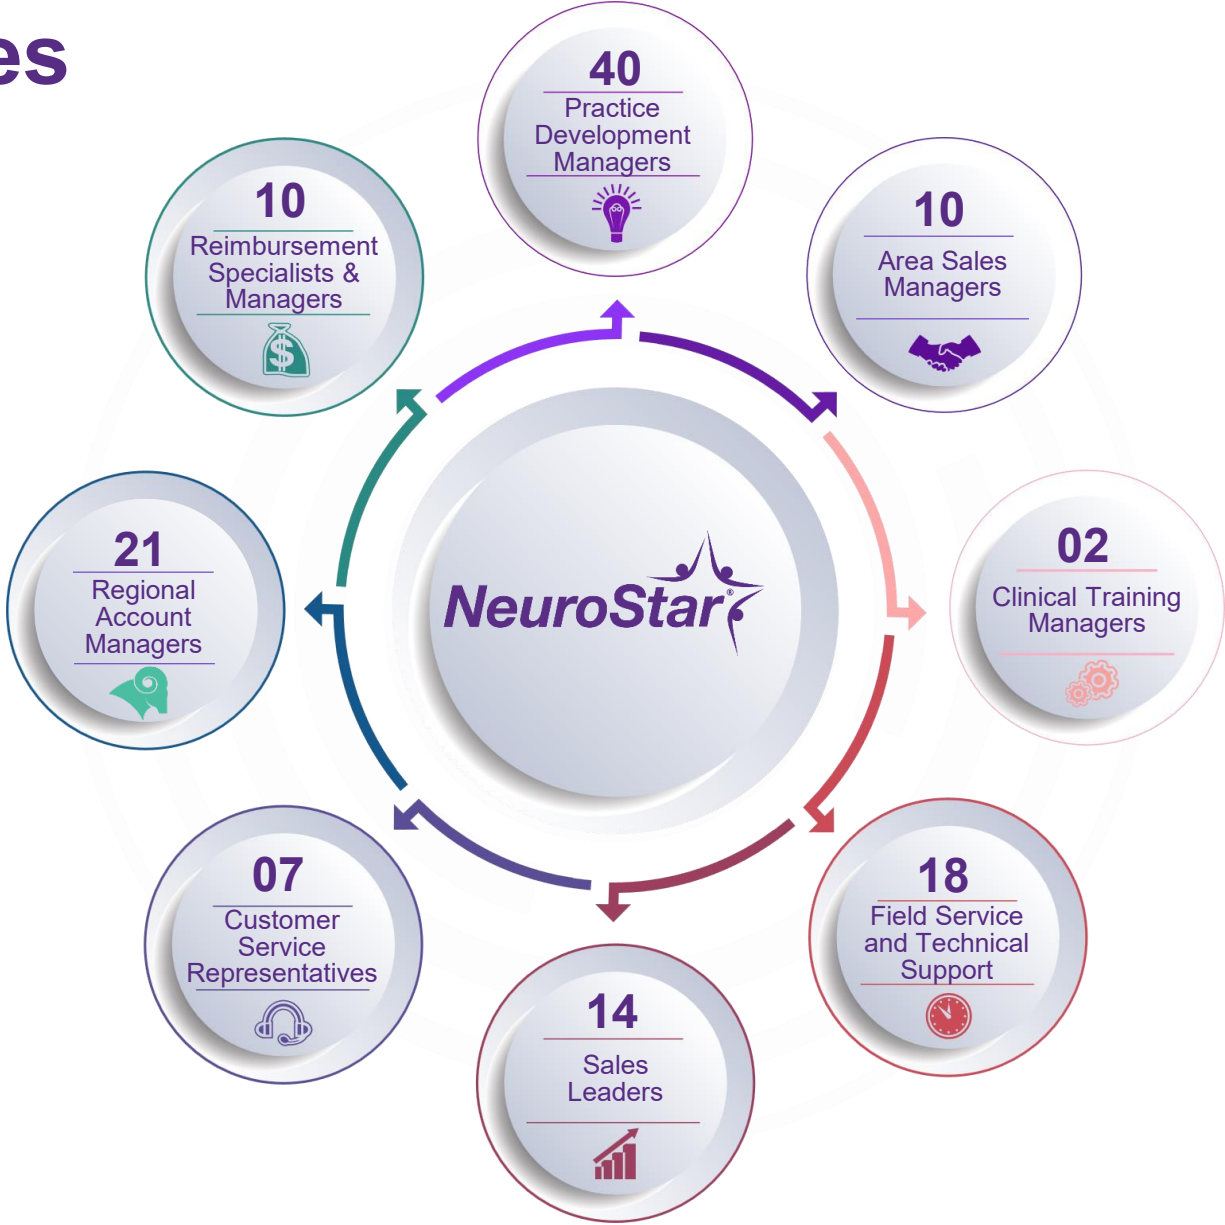 es
40
Practice
Development
Managers
10
Area Sales
Managers
02
Clinical Training
Managers
18
Field Service
and Technical
Support
14
Sales
Leaders
07
Customer
Service
Representatives
21
Regional
Account
Managers
10
Reimbursement
Specialists &
Managers
$
NeuroStar®